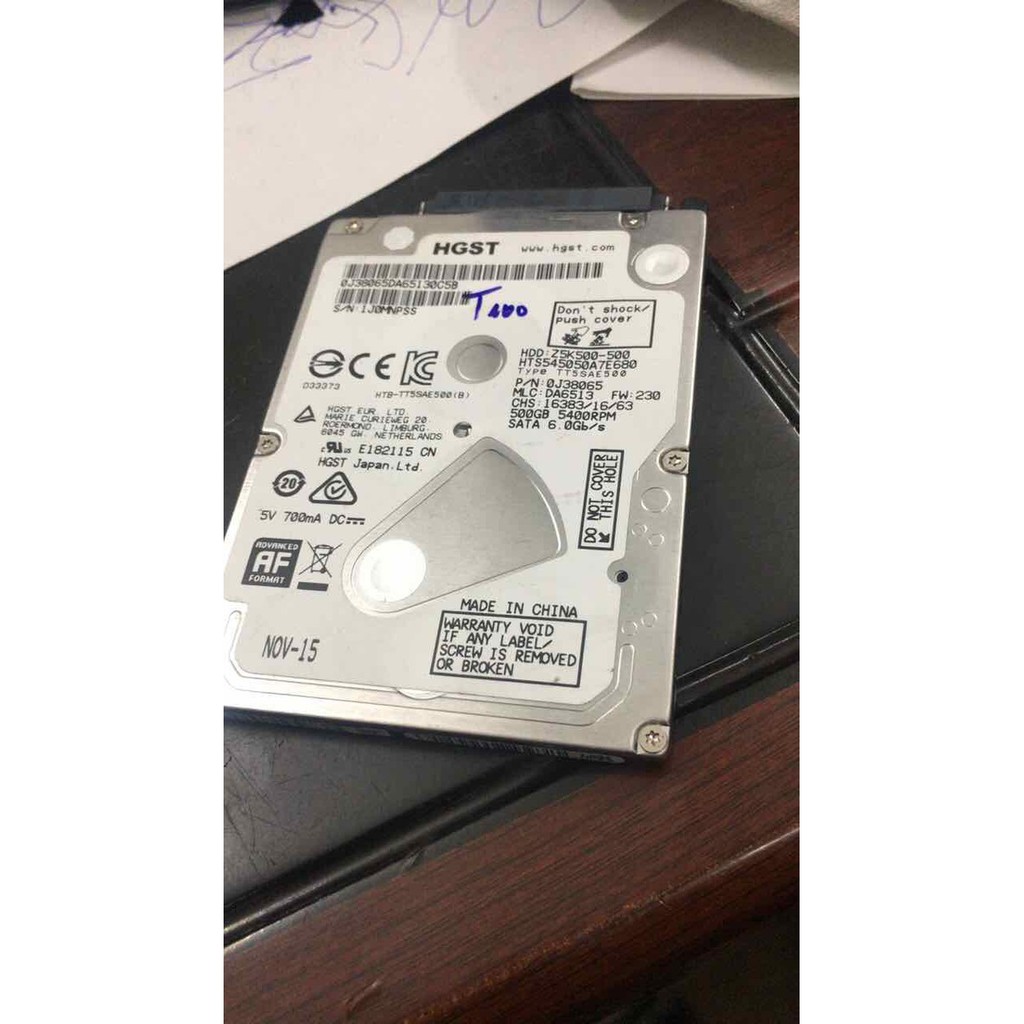 HGST www.hgst.com
0J38065DA65130C5B
S/N:1J0MNPSS
Don't shock/
push cover
HDD:Z5K500-500
HTS545050A7E680
Type TT5SAE500
P/N:0J38065
MLC:DA6513 FW:230
CHS:16383/16/63
500GB 5400RPM
SATA 6.0Gb/s
CE
D33373
HTB-TT5SAE500(B)
HGST EUR. LTD.
MARIE CURIEWEG 20
ROERMOND, LIMBURG.
6045 GW. NETHERLANDS
E182115 CN
HGST Japan.Ltd.
20
5V 700mA DC
DO NOT COVER
THIS HOLE
ADVANCED
AF
FORMAT
MADE IN CHINA
WARRANTY VOID
IF ANY LABEL/
SCREW IS REMOVED
OR BROKEN
NOV-15